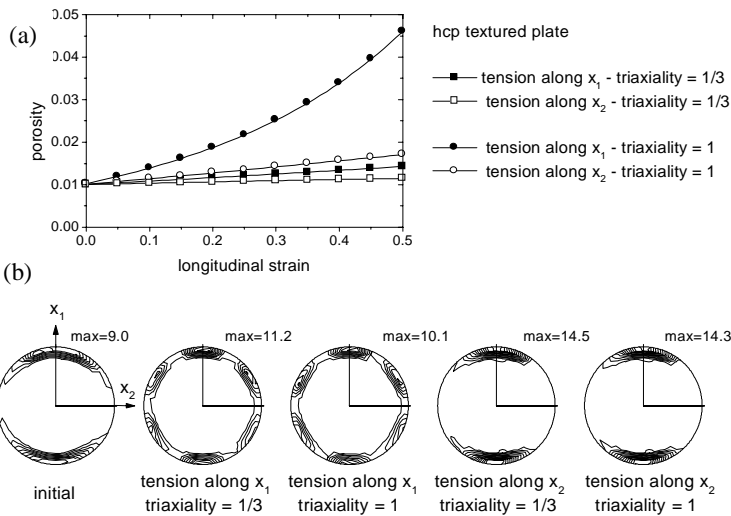 (a)
0.05
0.04
0.03
0.02
0.01
0.00
porosity
0.0 0.1 0.2 0.3 0.4 0.5
longitudinal strain
hcp textured plate
tension along x1 - triaxiality = 1/3
tension along x2 - triaxiality = 1/3
tension along x1 - triaxiality = 1
tension along x2 - triaxiality = 1
(b)
x1
x2
max=9.0 max=11.2 max=10.1 max=14.5 max=14.3
initial
tension along x1
triaxiality = 1/3
tension along x1
triaxiality = 1
tension along x2
triaxiality = 1/3
tension along x2
triaxiality = 1